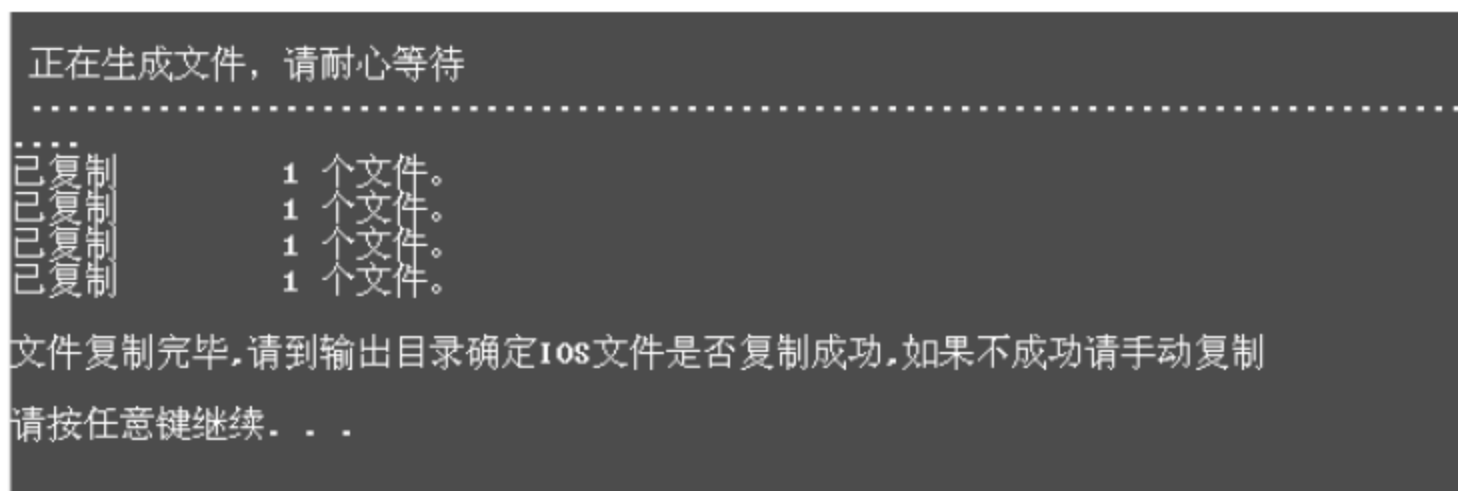 正在生成文件，请耐心等待
................................................................................
....
已复制         1 个文件。
已复制         1 个文件。
已复制         1 个文件。
已复制         1 个文件。
文件复制完毕,请到输出目录确定IOS文件是否复制成功,如果不成功请手动复制
请按任意键继续. . .